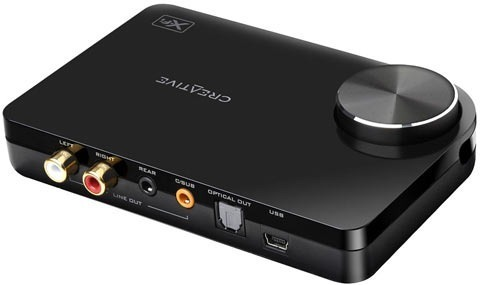 X-Fi
CREATIVE
LEFT
RIGHT
REAR
C/SUB
OPTICAL OUT
USB
LINE OUT